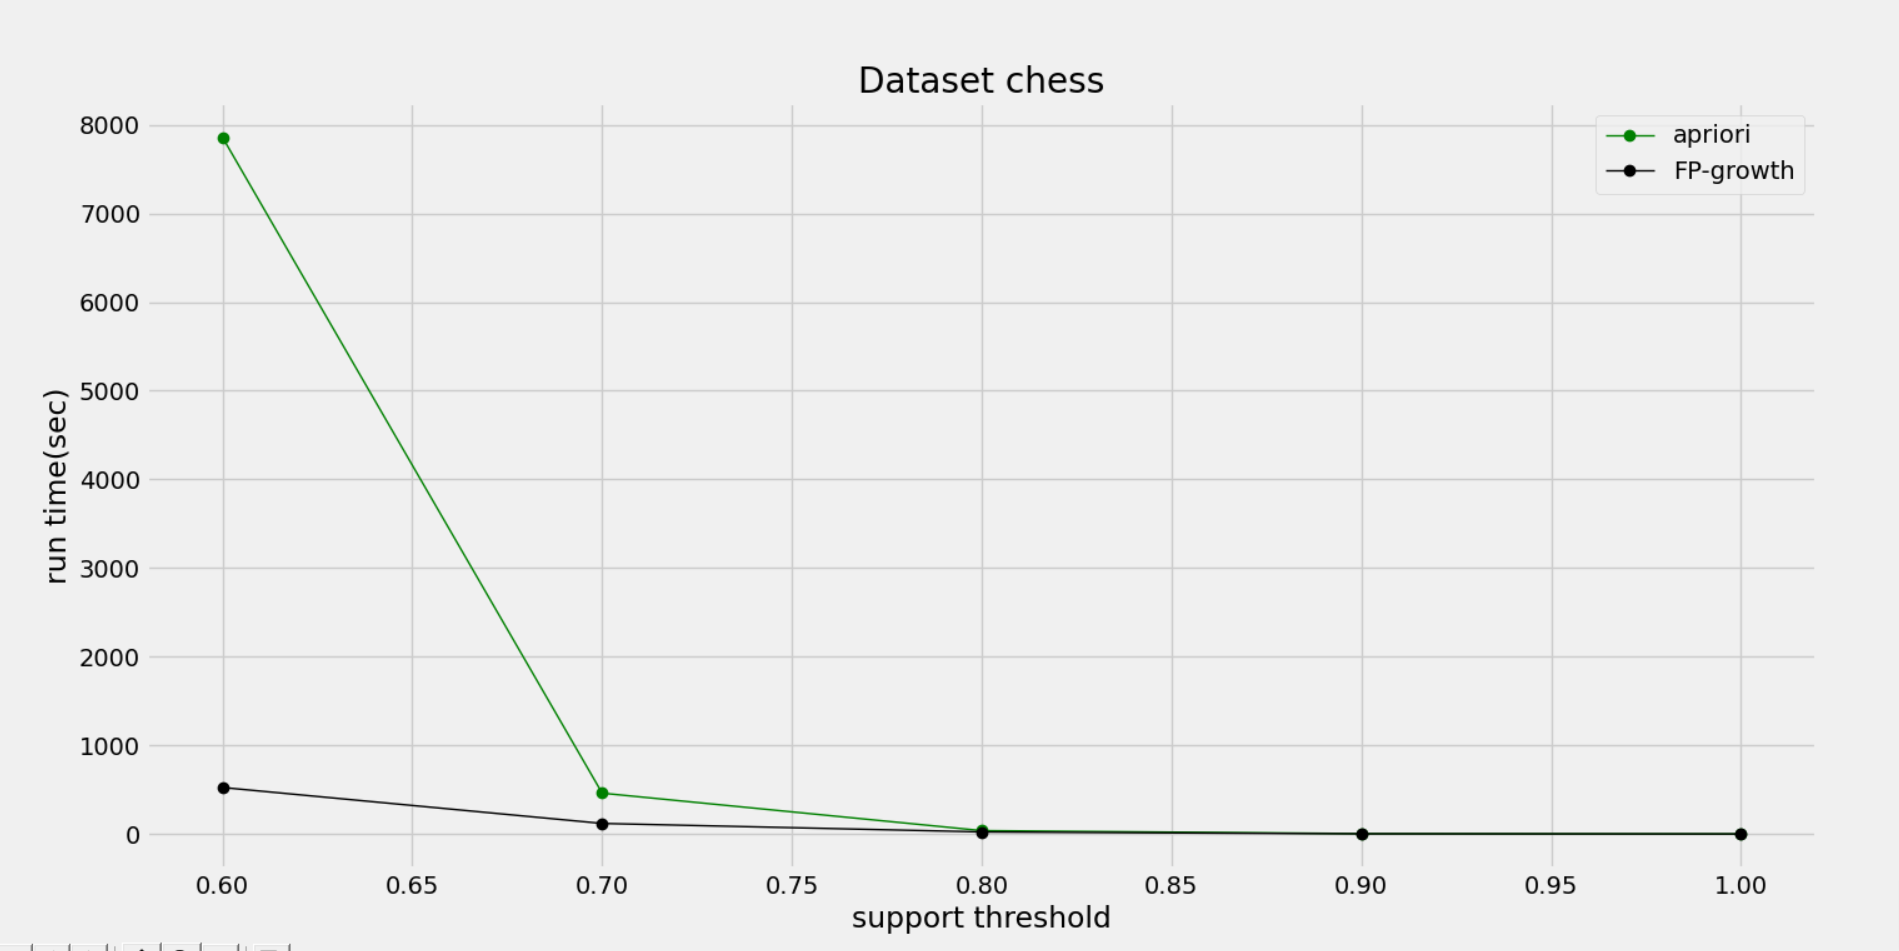 Dataset chess
apriori
FP-growth
8000
7000
6000
5000
4000
3000
2000
1000
0
run time(sec)
0.60 0.65 0.70 0.75 0.80 0.85 0.90 0.95 1.00
support threshold